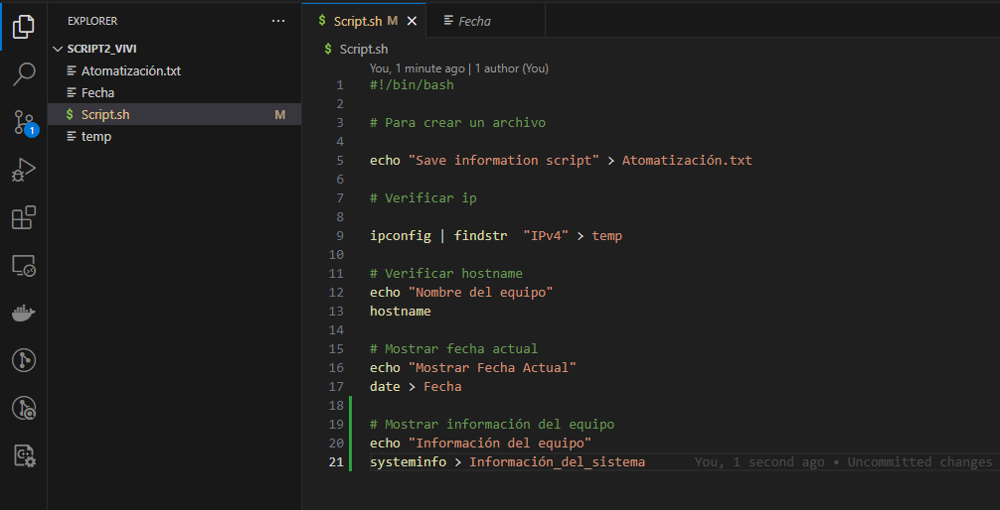 EXPLORER ...
SCRIPT2_VIVI
Atomatización.txt
Fecha
$ Script.sh M
temp
1
$ Script.sh M ×
Fecha
$ Script.sh
You, 1 minute ago | 1 author (You)
1 #!/bin/bash
2
3 # Para crear un archivo
4
5 echo "Save information script" > Atomatización.txt
6
7 # Verificar ip
8
9 ipconfig | findstr  "IPv4" > temp
10
11 # Verificar hostname
12 echo "Nombre del equipo"
13 hostname
14
15 # Mostrar fecha actual
16 echo "Mostrar Fecha Actual"
17 date > Fecha
18
19 # Mostrar información del equipo
20 echo "Información del equipo"
21 systeminfo > Información_del_sistema You, 1 second ago • Uncommitted changes